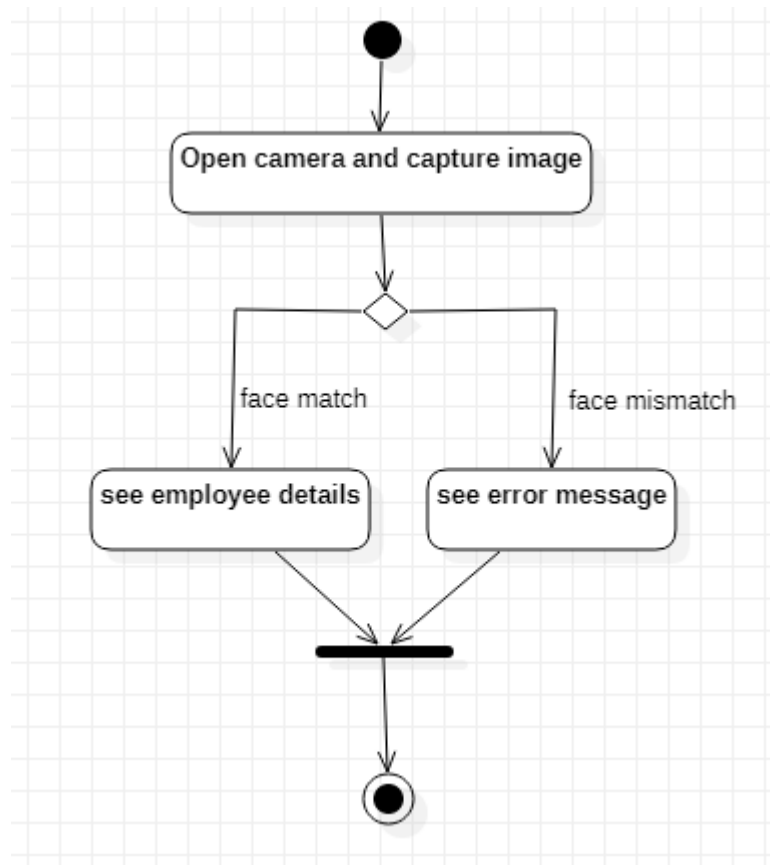 Open camera and capture image
face match
face mismatch
see employee details
see error message